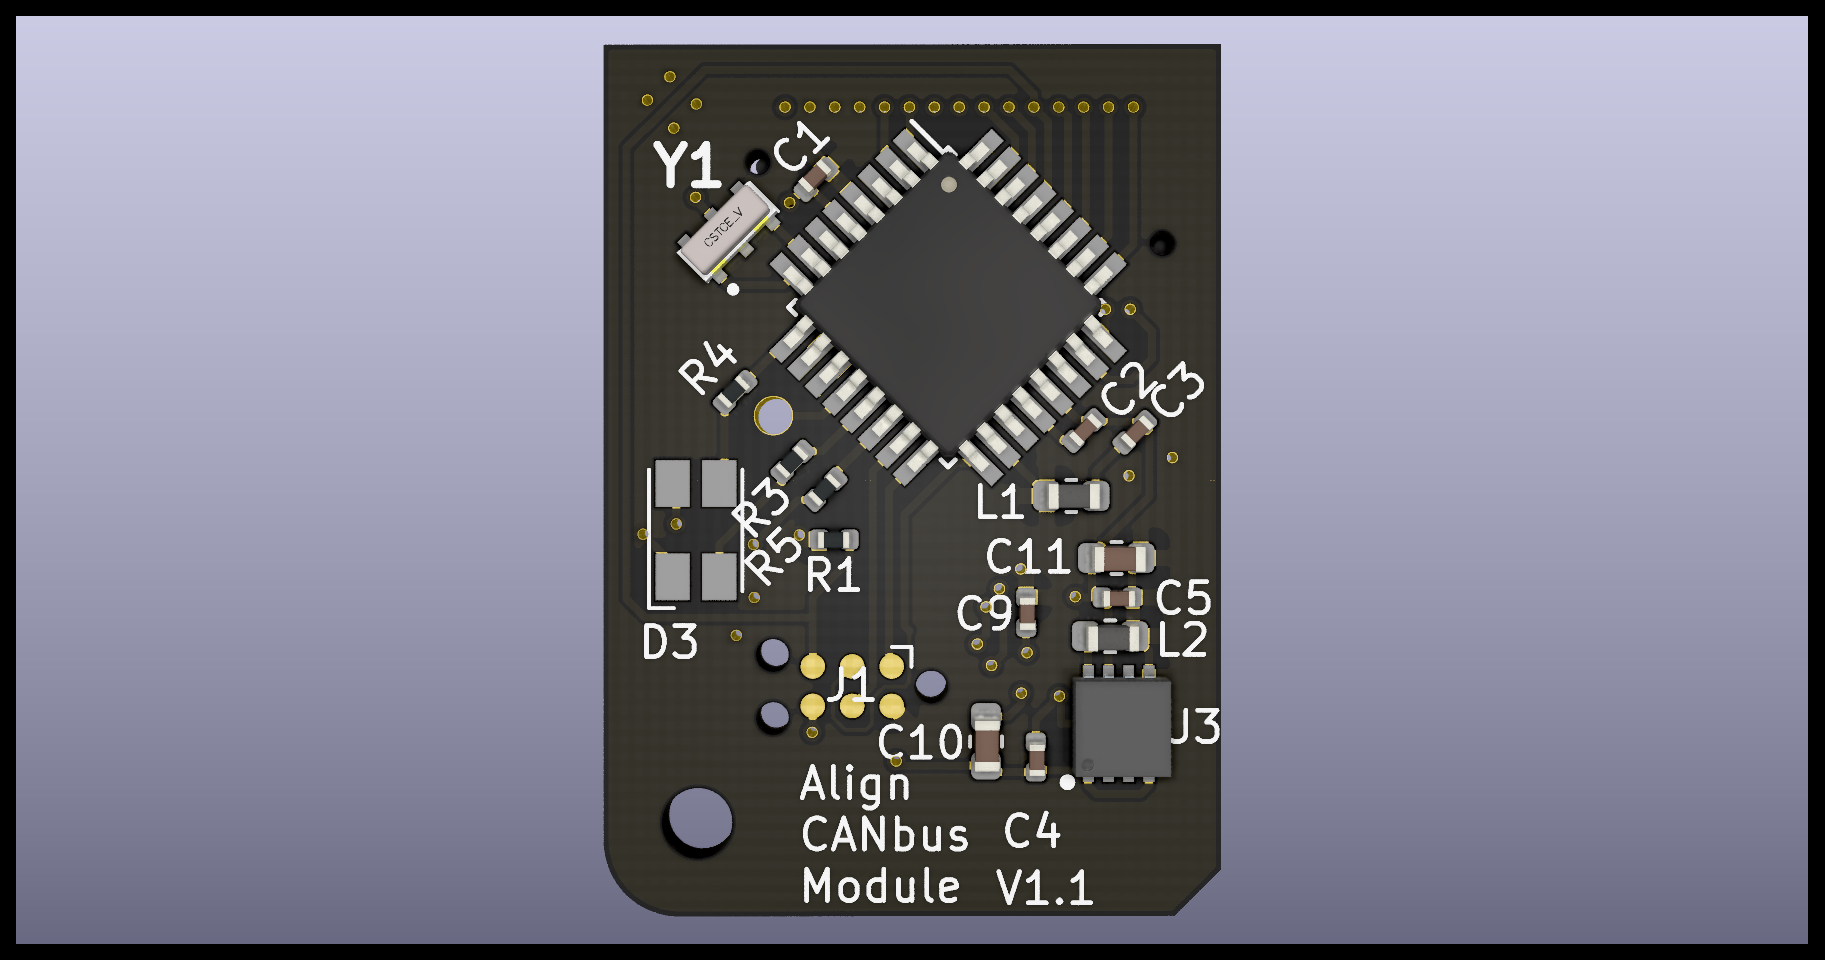 Y1
C1
CSTCE_V
R4
C2
C3
R3
L1
R5
C11
R1
C5
C9
L2
D3
J1
J3
C10
Align
CANbus
C4
Module V1.1